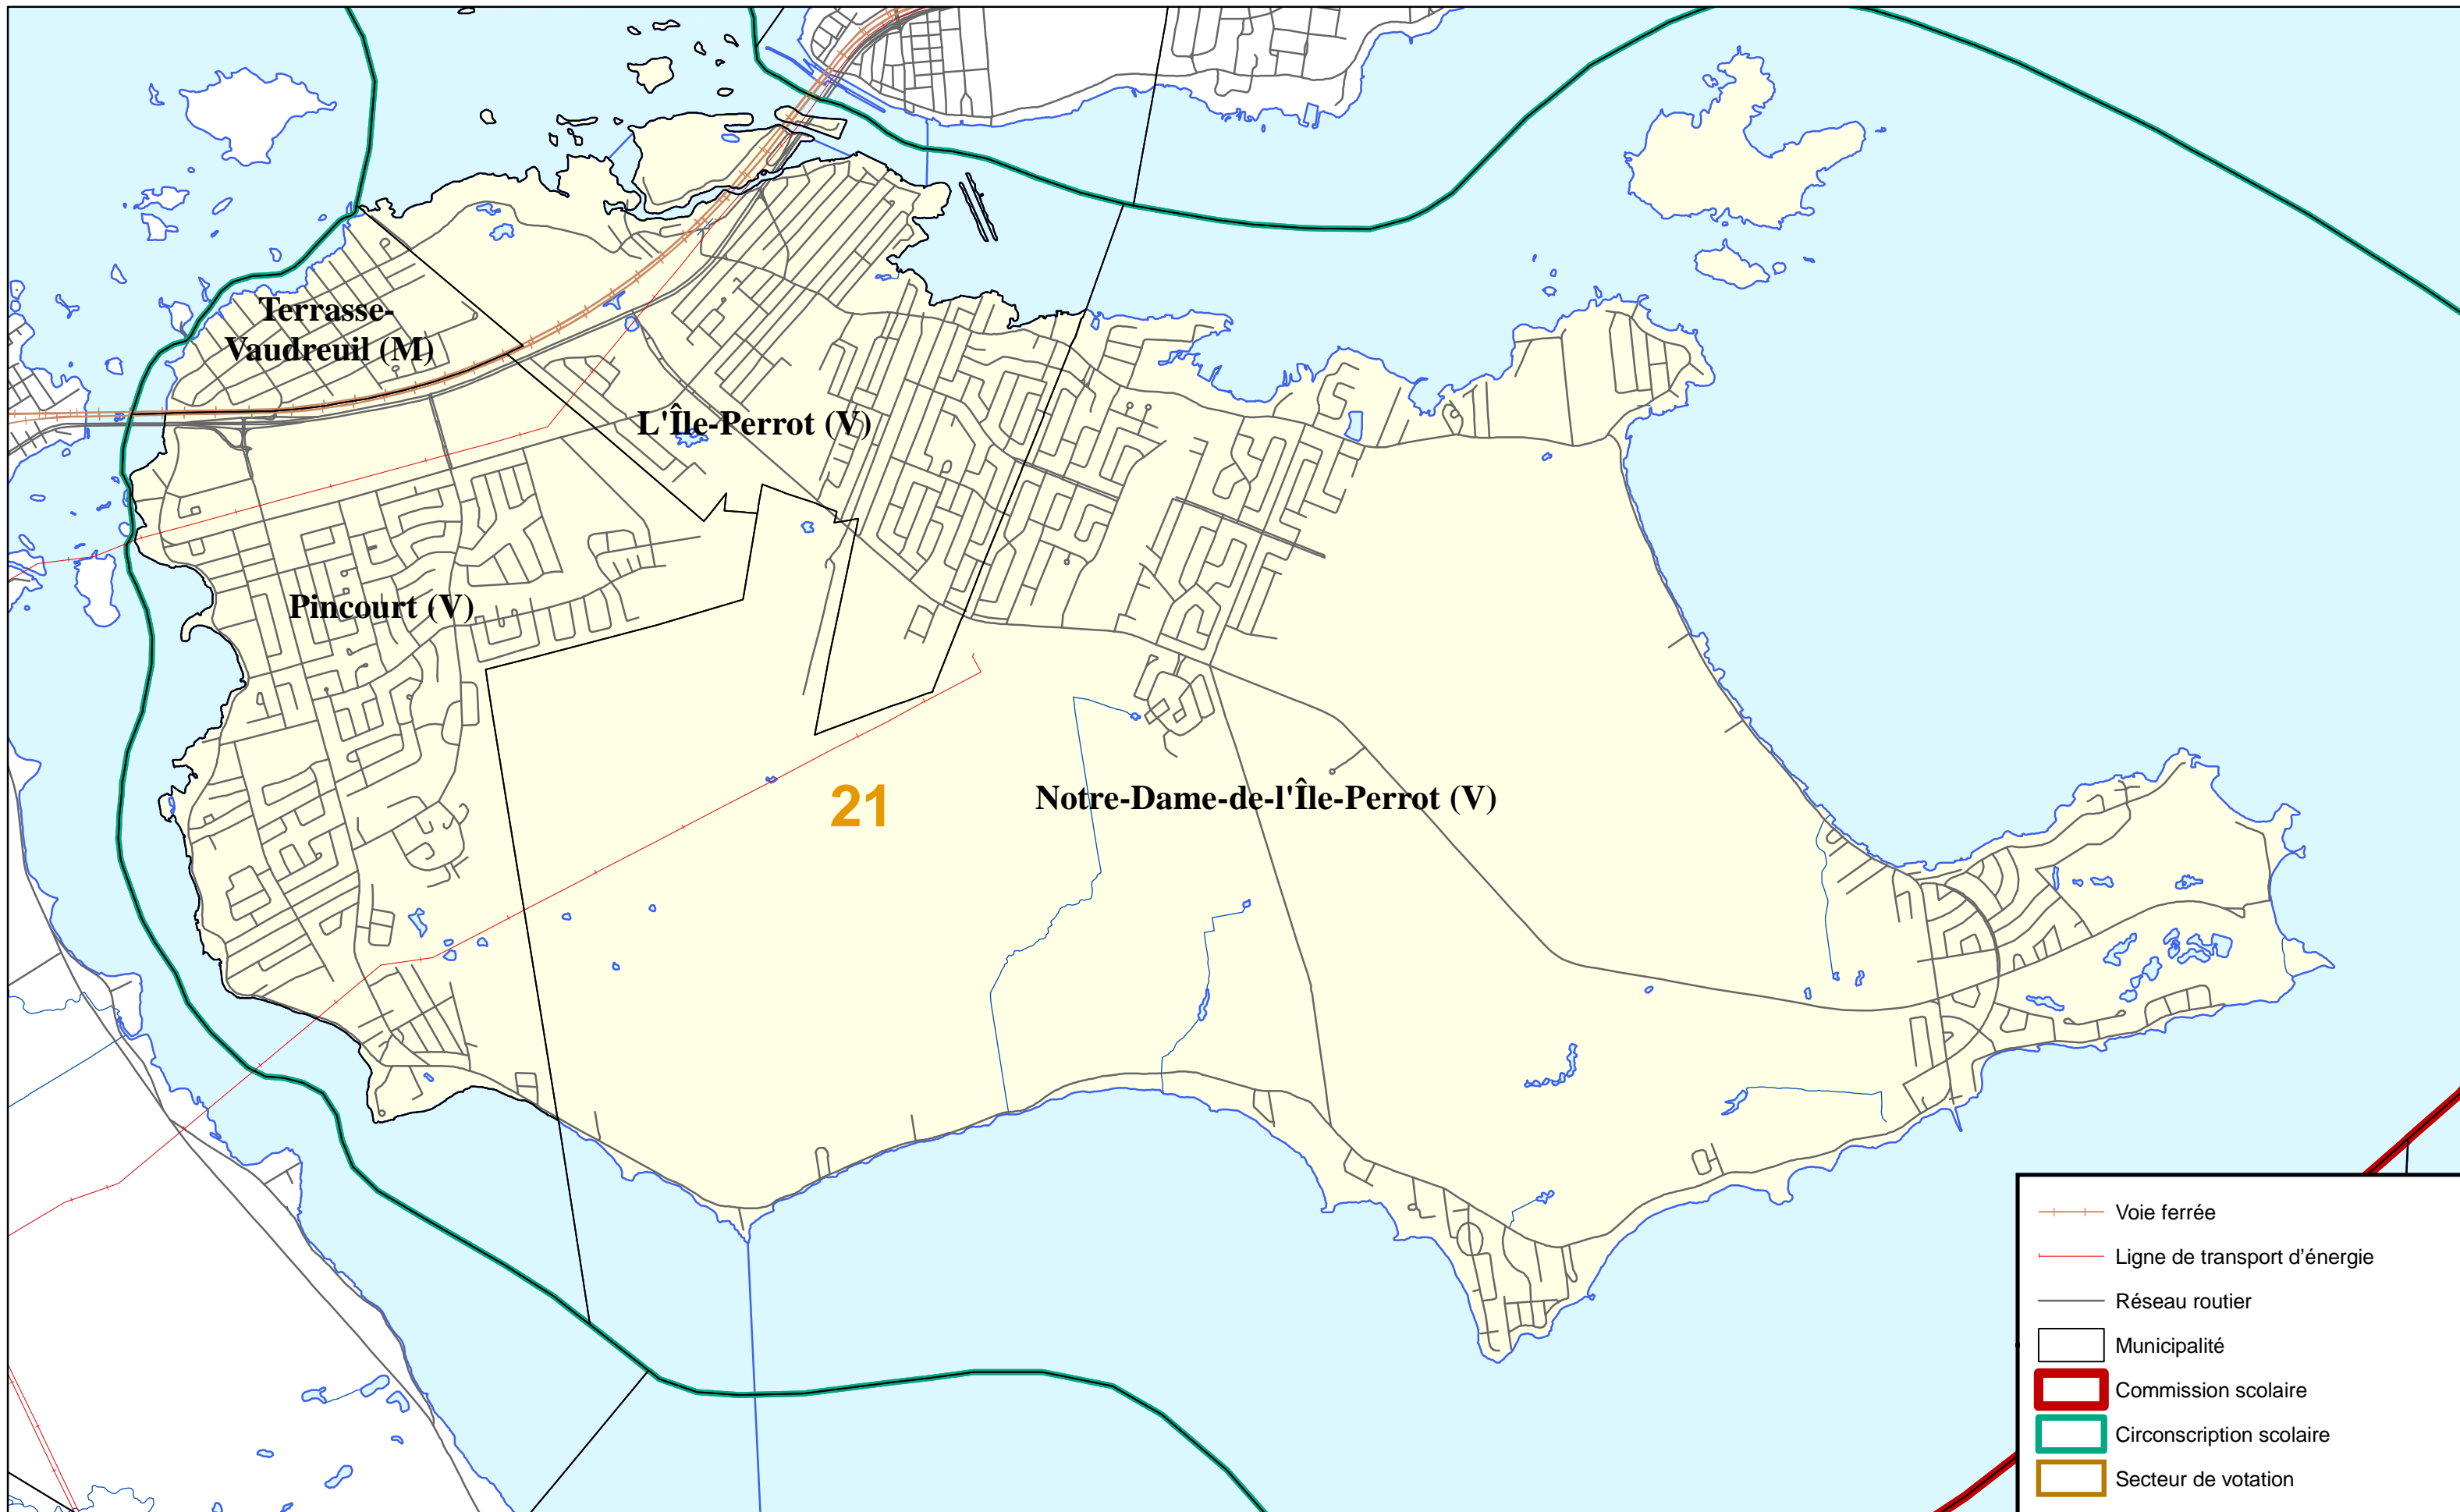 Terrasse-
Vaudreuil (M)
L'Île-Perrot (V)
Pincourt (V)
21
Notre-Dame-de-l'Île-Perrot (V)
Voie ferrée
Ligne de transport d’énergie
Réseau routier
Municipalité
Commission scolaire
Circonscription scolaire
Secteur de votation